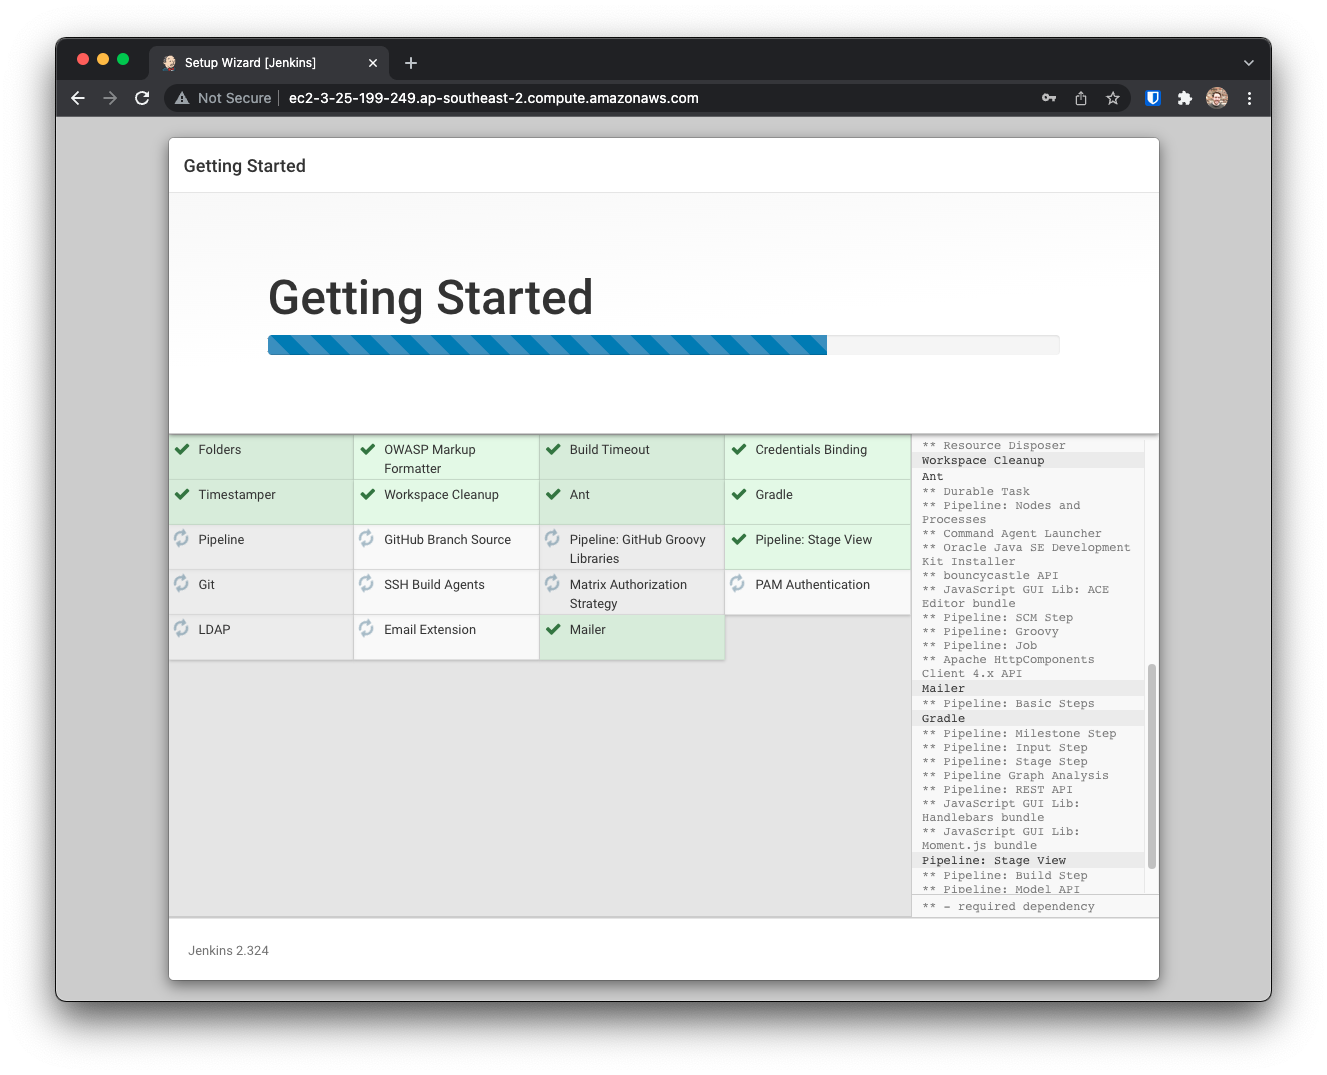 Setup Wizard [Jenkins]
Not Secure
ec2-3-25-199-249.ap-southeast-2.compute.amazonaws.com
Getting Started
Getting Started
Folders
OWASP Markup
Formatter
Build Timeout
Credentials Binding
Timestamper
Workspace Cleanup
Ant
Gradle
Pipeline
GitHub Branch Source
Pipeline: GitHub Groovy
Libraries
Pipeline: Stage View
Git
SSH Build Agents
Matrix Authorization
Strategy
PAM Authentication
LDAP
Email Extension
Mailer
** Resource Disposer
Workspace Cleanup
Ant
** Durable Task
** Pipeline: Nodes and
Processes
** Command Agent Launcher
** Oracle Java SE Development
Kit Installer
** bouncycastle API
** JavaScript GUI Lib: ACE
Editor bundle
** Pipeline: SCM Step
** Pipeline: Groovy
** Pipeline: Job
** Apache HttpComponents
Client 4.x API
Mailer
** Pipeline: Basic Steps
Gradle
** Pipeline: Milestone Step
** Pipeline: Input Step
** Pipeline: Stage Step
** Pipeline Graph Analysis
** Pipeline: REST API
** JavaScript GUI Lib:
Handlebars bundle
** JavaScript GUI Lib:
Moment.js bundle
Pipeline: Stage View
** Pipeline: Build Step
** Pipeline: Model API
** - required dependency
Jenkins 2.324